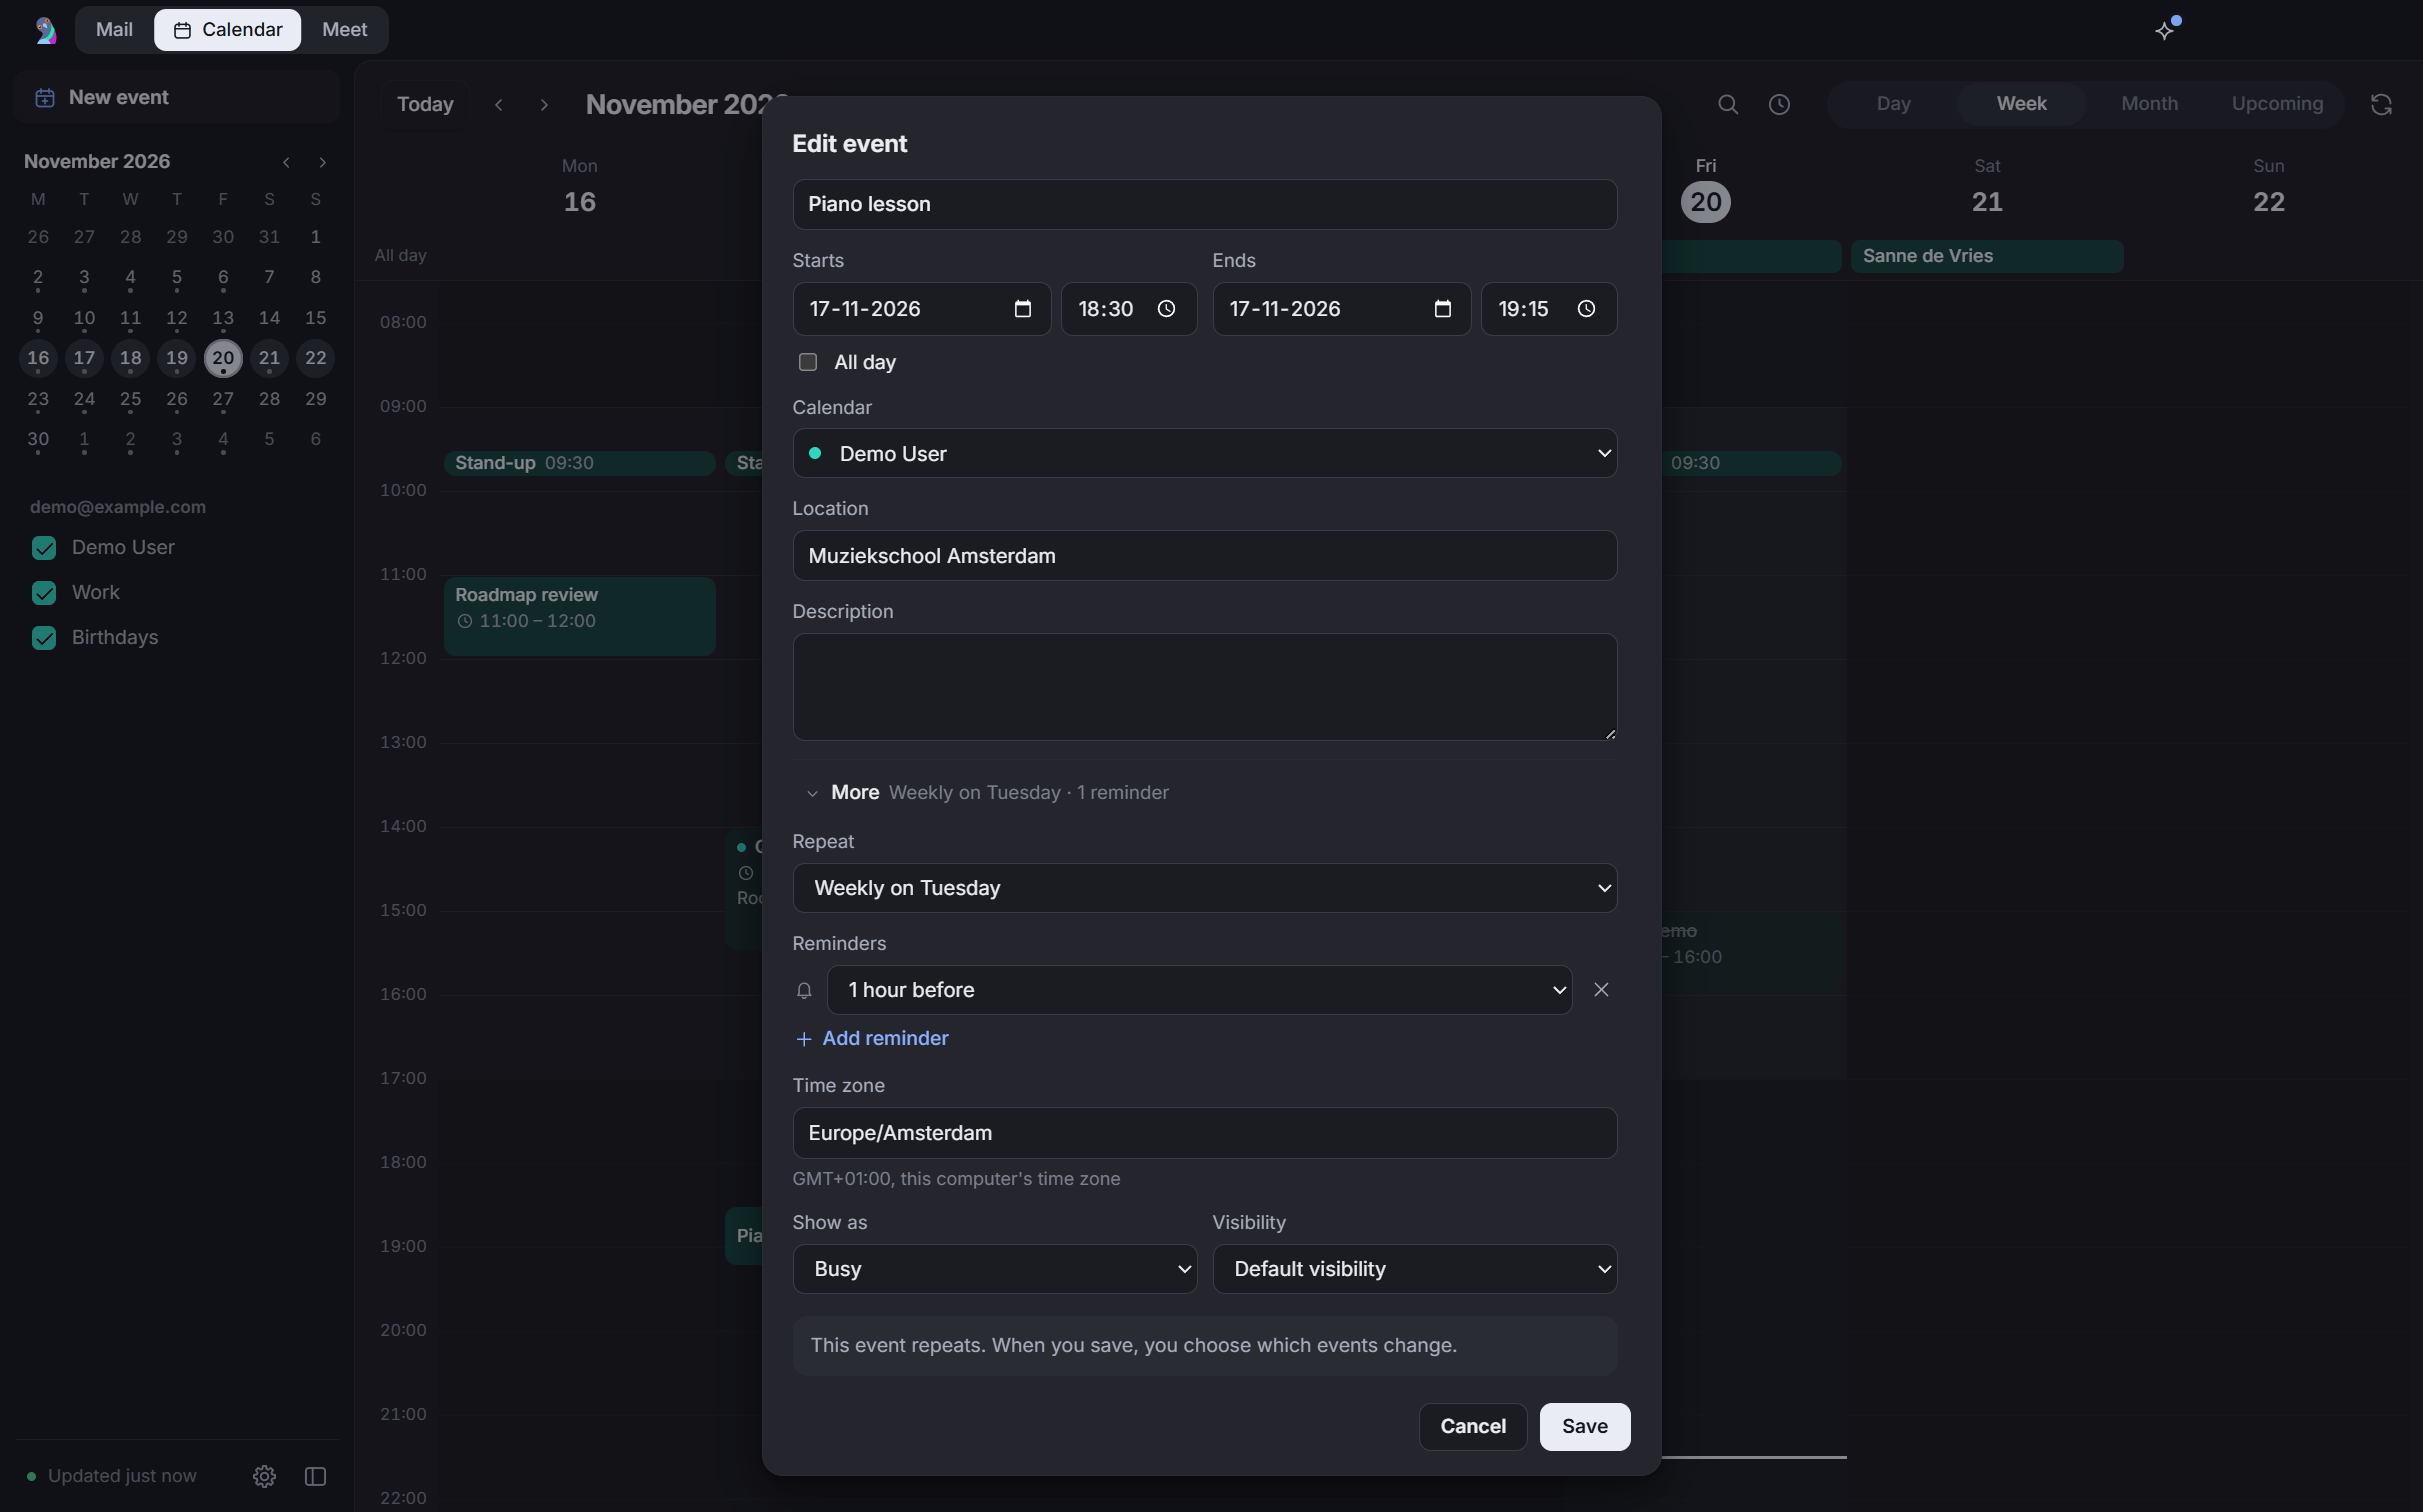 Mail
Calendar
Meet
New event
November 2026
M T W T F S S
26 27 28 29 30 31 1
2 3 4 5 6 7 8
9 10 11 12 13 14 15
16 17 18 19 20 21 22
23 24 25 26 27 28 29
30 1 2 3 4 5 6
demo@example.com
Demo User
Work
Birthdays
Updated just now
Today
November
Day
Week
Month
Upcoming
Mon
16
Fri
20
Sat
21
Sun
22
All day
Sanne de Vries
08:00
09:00
10:00
11:00
12:00
13:00
14:00
15:00
16:00
17:00
18:00
19:00
20:00
21:00
22:00
Stand-up 09:30
Roadmap review
11:00 – 12:00
09:30
– 16:00
Edit event
Piano lesson
Starts
Ends
17-11-2026
18:30
17-11-2026
19:15
All day
Calendar
Demo User
Location
Muziekschool Amsterdam
Description
More Weekly on Tuesday · 1 reminder
Repeat
Weekly on Tuesday
Reminders
1 hour before
Add reminder
Time zone
Europe/Amsterdam
GMT+01:00, this computer's time zone
Show as
Visibility
Busy
Default visibility
This event repeats. When you save, you choose which events change.
Cancel
Save